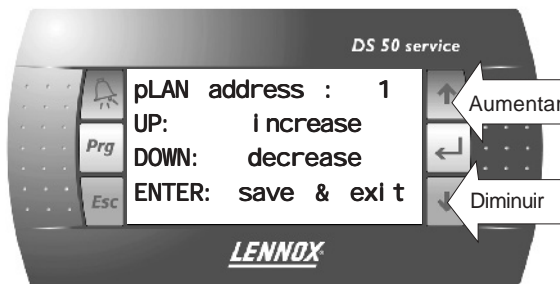 DS 50 service
pLAN address : 1
UP: increase
DOWN: decrease
ENTER: save & exit
Prg
Esc
Aumentar
Diminuir
LENNOX